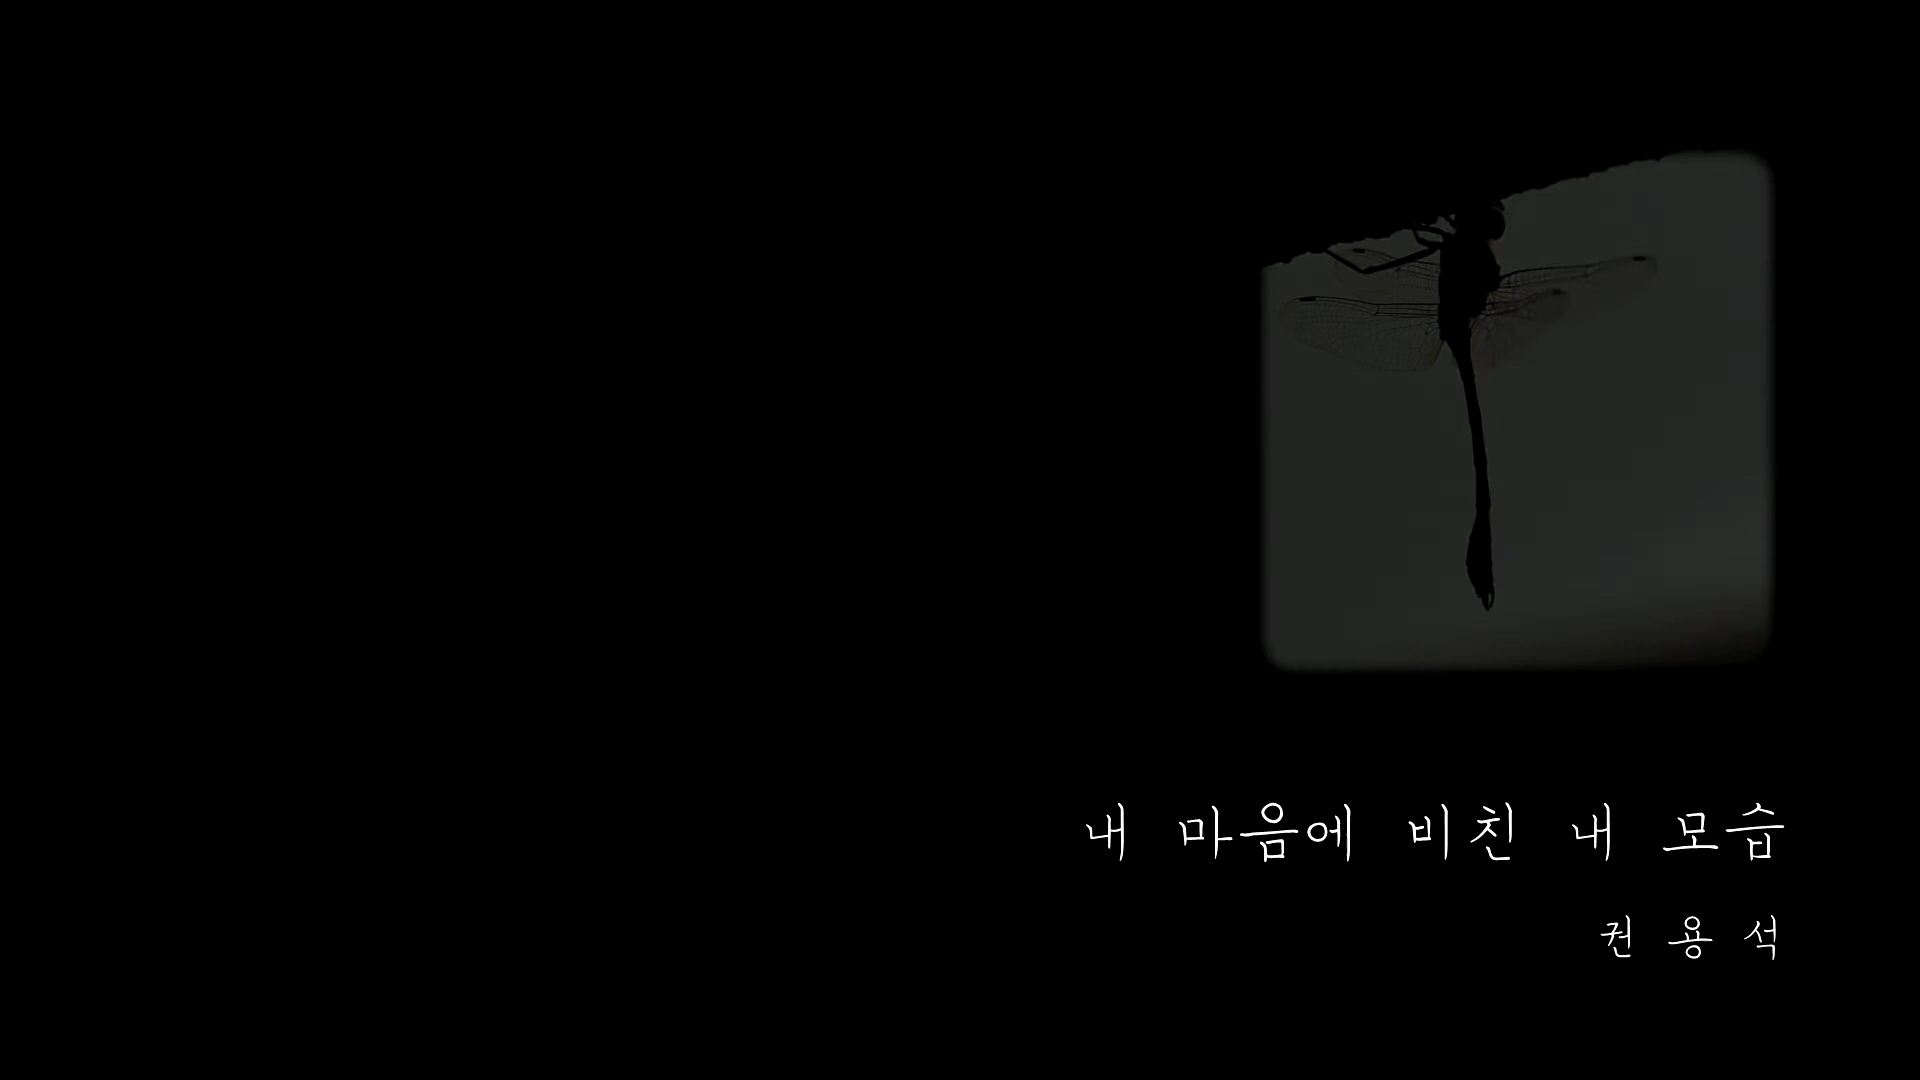 내 마음에 비친 내 모습
권 용 석